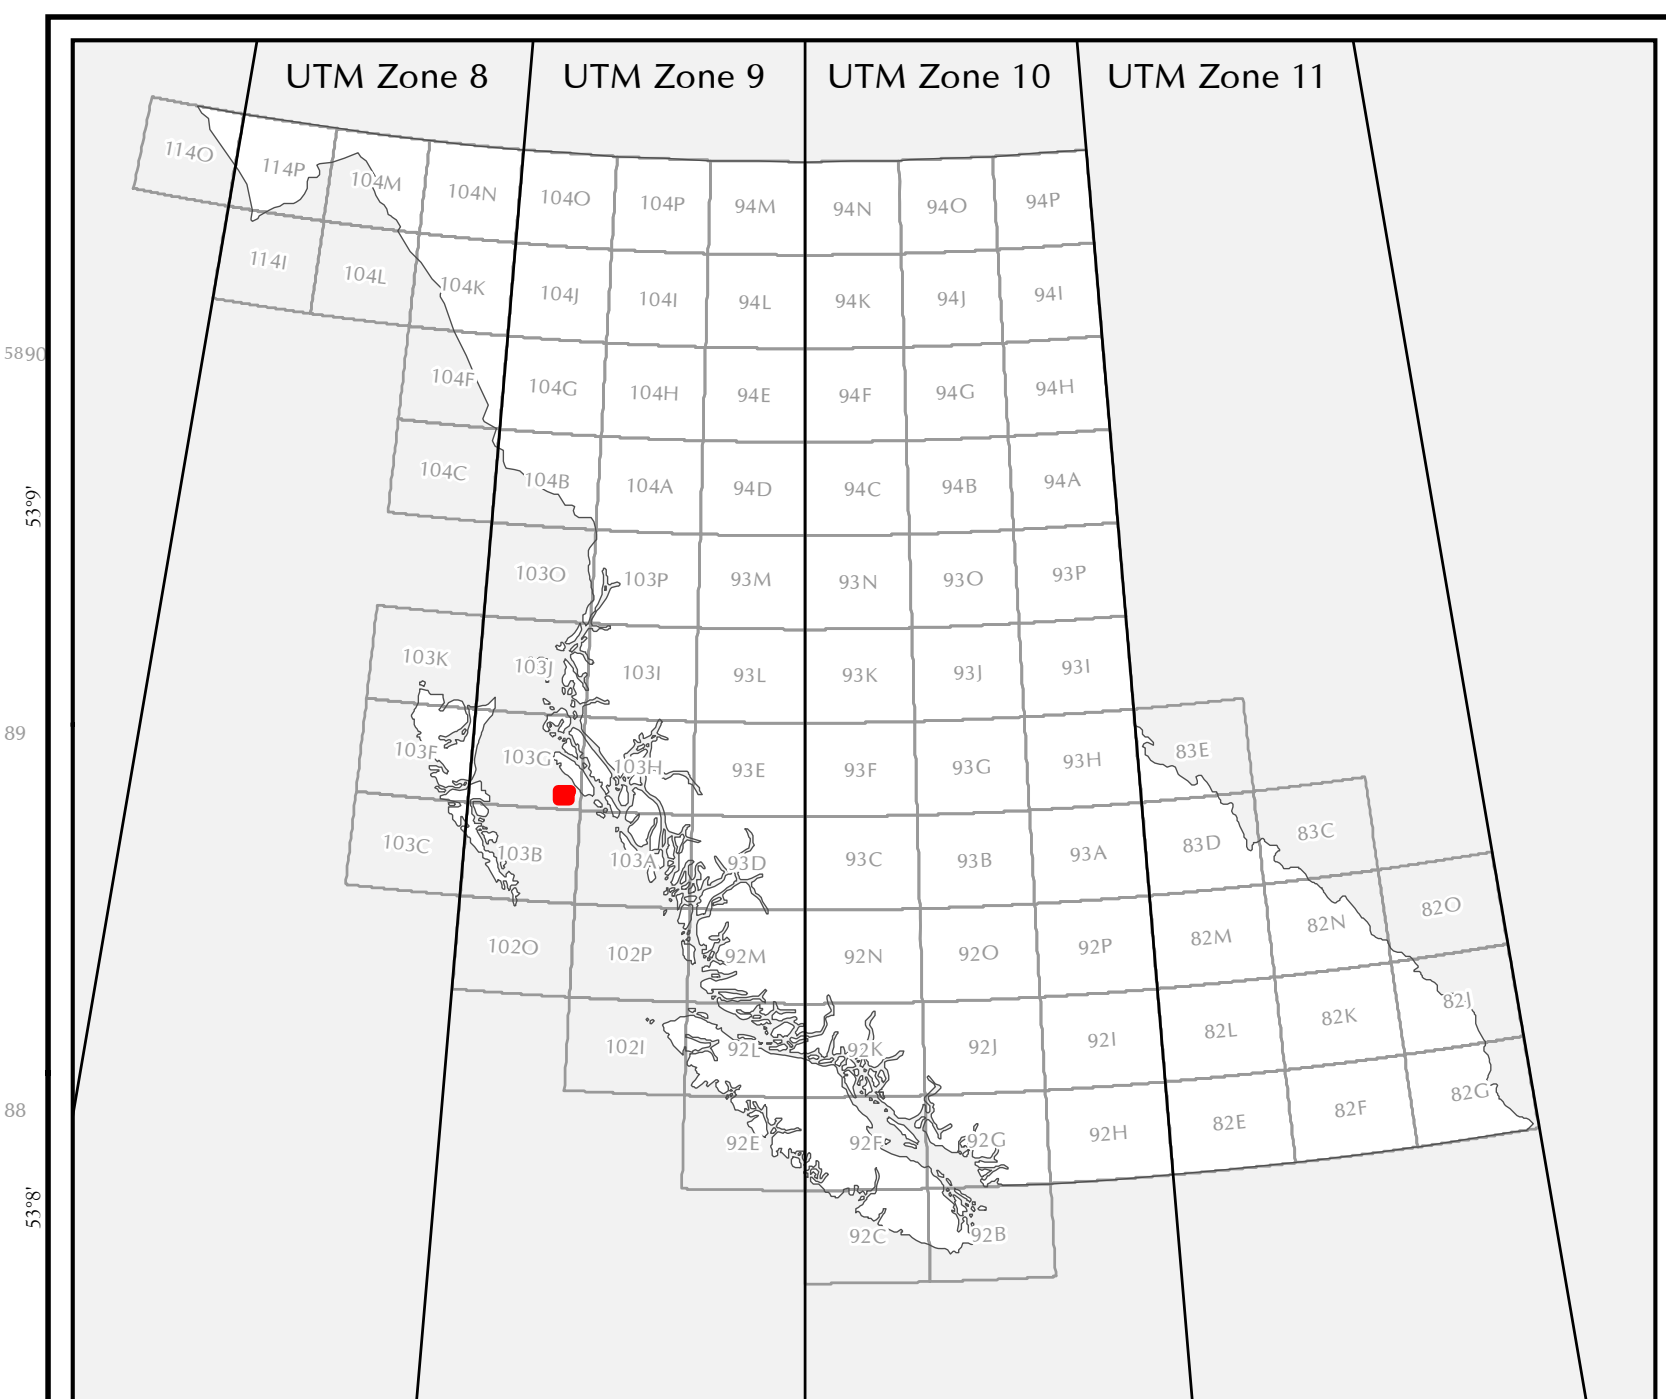 UTM Zone 8 UTM Zone 9 UTM Zone 10 UTM Zone 11
114O 114P 104M 104N 104O 104P 94M 94N 94O 94P
114I 104L 104K 104J 104I 94L 94K 94J 94I
5890
104F 104G 104H 94E 94F 94G 94H
53°9'
104C 104B 104A 94D 94C 94B 94A
103O 103P 93M 93N 93O 93P
103K 103J 103I 93L 93K 93J 93I
89
103F 103G 103H 93E 93F 93G 93H 83E
103C 103B 103A 93D 93C 93B 93A 83D 83C
102O 102P 92M 92N 92O 92P 82M 82N 82O
102I 92L 92K 92J 92I 82L 82K 82J
88
92E 92F 92G 92H 82E 82F 82G
53°8'
92C 92B